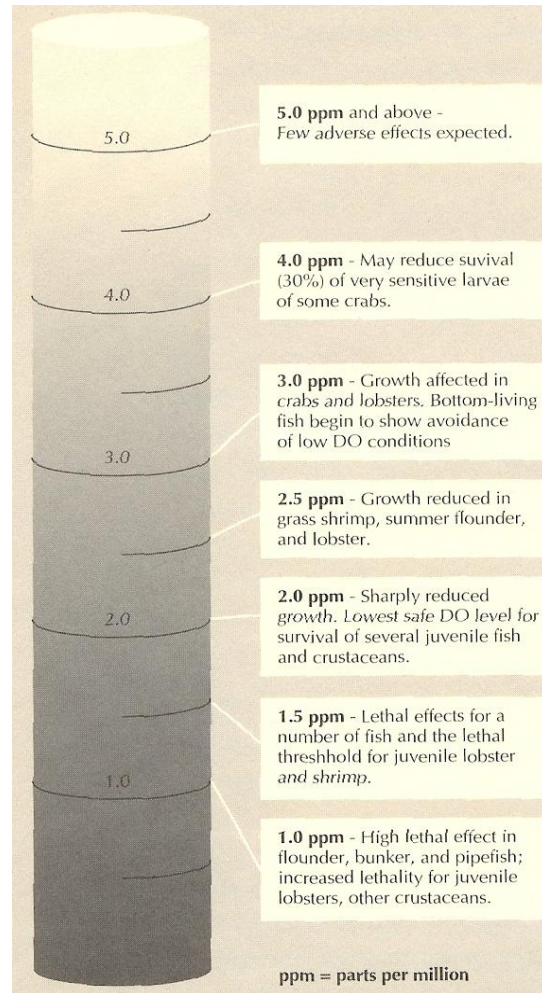 5.0
5.0 ppm and above -
Few adverse effects expected.
4.0
4.0 ppm - May reduce suvival
(30%) of very sensitive larvae
of some crabs.
3.0 ppm - Growth affected in
crabs and lobsters. Bottom-living
fish begin to show avoidance
of low DO conditions
3.0
2.5 ppm - Growth reduced in
grass shrimp, summer flounder,
and lobster.
2.0
2.0 ppm - Sharply reduced
growth. Lowest safe DO level for
survival of several juvenile fish
and crustaceans.
1.5 ppm - Lethal effects for a
number of fish and the lethal
threshhold for juvenile lobster
and shrimp.
1.0
1.0 ppm - High lethal effect in
flounder, bunker, and pipefish;
increased lethality for juvenile
lobsters, other crustaceans.
ppm = parts per million